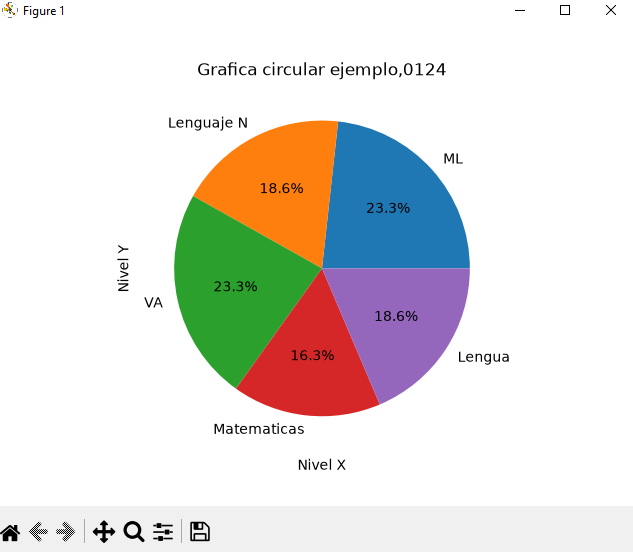 Figure 1
Grafica circular ejemplo,0124
Lenguaje N
ML
18.6%
23.3%
Nivel Y
23.3%
VA
18.6%
16.3%
Lengua
Matematicas
Nivel X